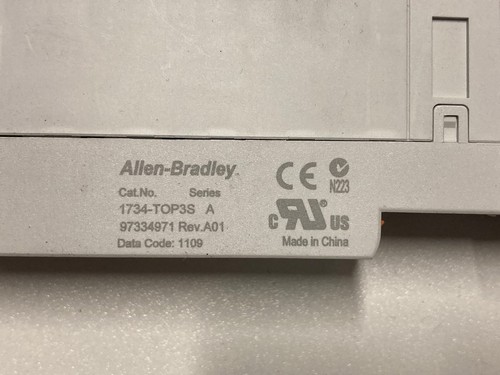 Allen-Bradley
Cat.No. Series
1734-TOP3S A
97334971 Rev.A01
Data Code: 1109
CE
N223
c RU US
Made in China